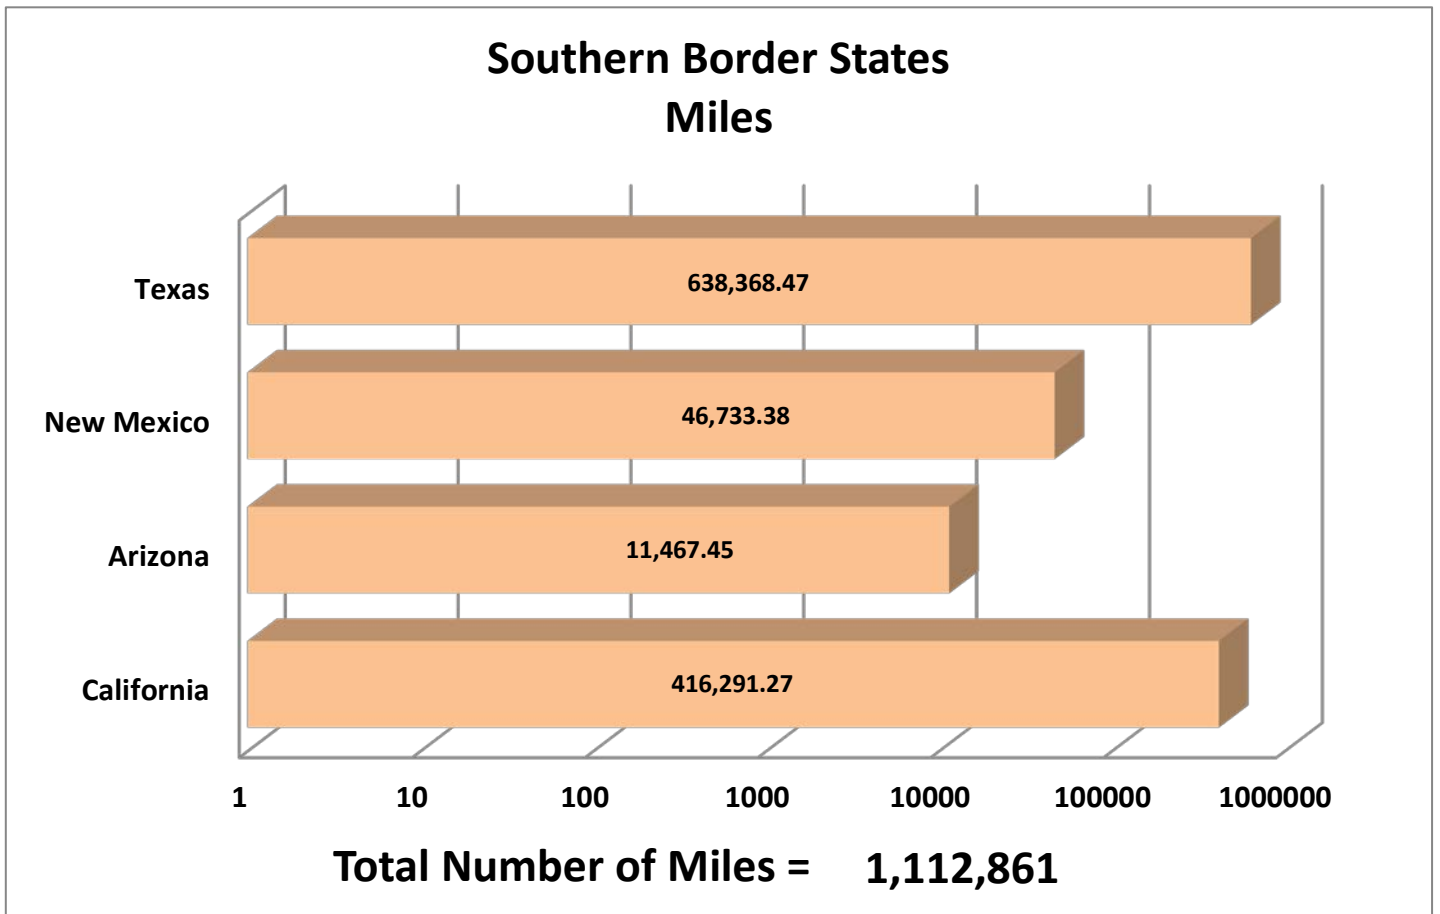 Southern Border States
Miles
Texas
638,368.47
New Mexico
46,733.38
Arizona
11,467.45
California
416,291.27
1 10 100 1000 10000 100000 1000000
Total Number of Miles = 1,112,861